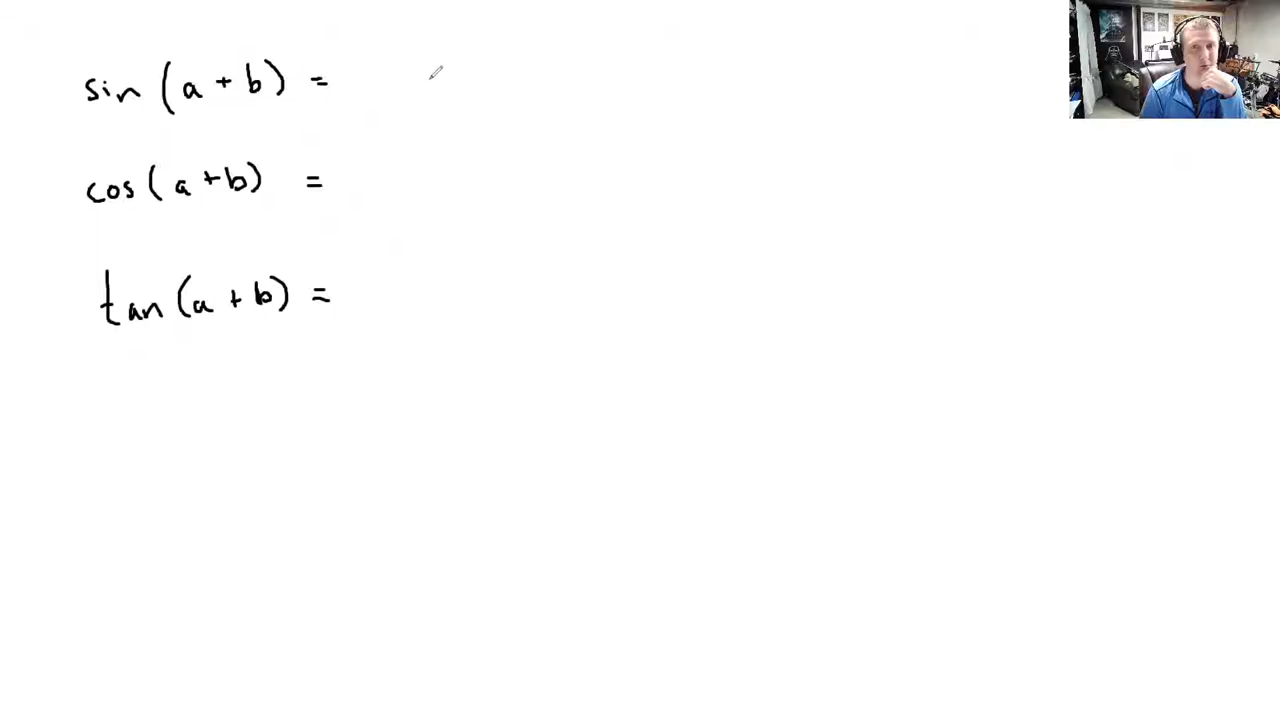 sin (a + b) =
cos (a + b) =
tan (a + b) =